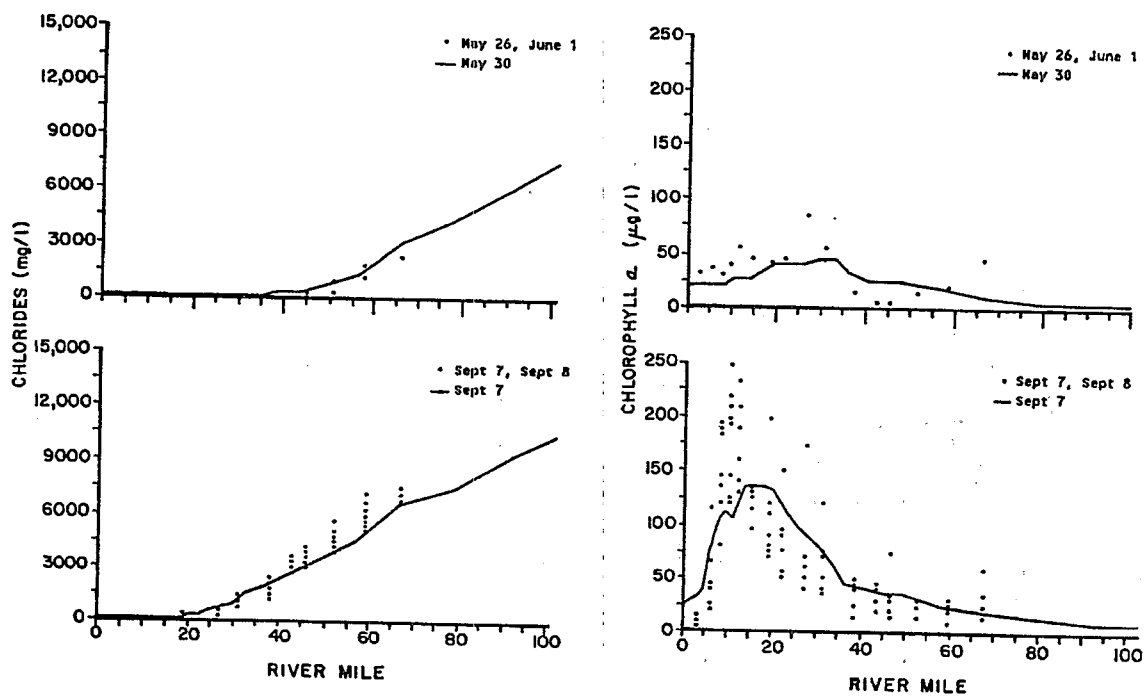 CHLORIDES (mg/l)
15,000
12,000
9000
6000
3000
0
• May 26, June 1
— May 30
15,000
12,000
9000
6000
3000
0
• Sept 7, Sept 8
— Sept 7
0 20 40 60 80 100
RIVER MILE
CHLOROPHYLL a (µg/l)
250
200
150
100
50
0
• May 26, June 1
— May 30
250
200
150
100
50
0
• Sept 7, Sept 8
— Sept 7
0 20 40 60 80 100
RIVER MILE